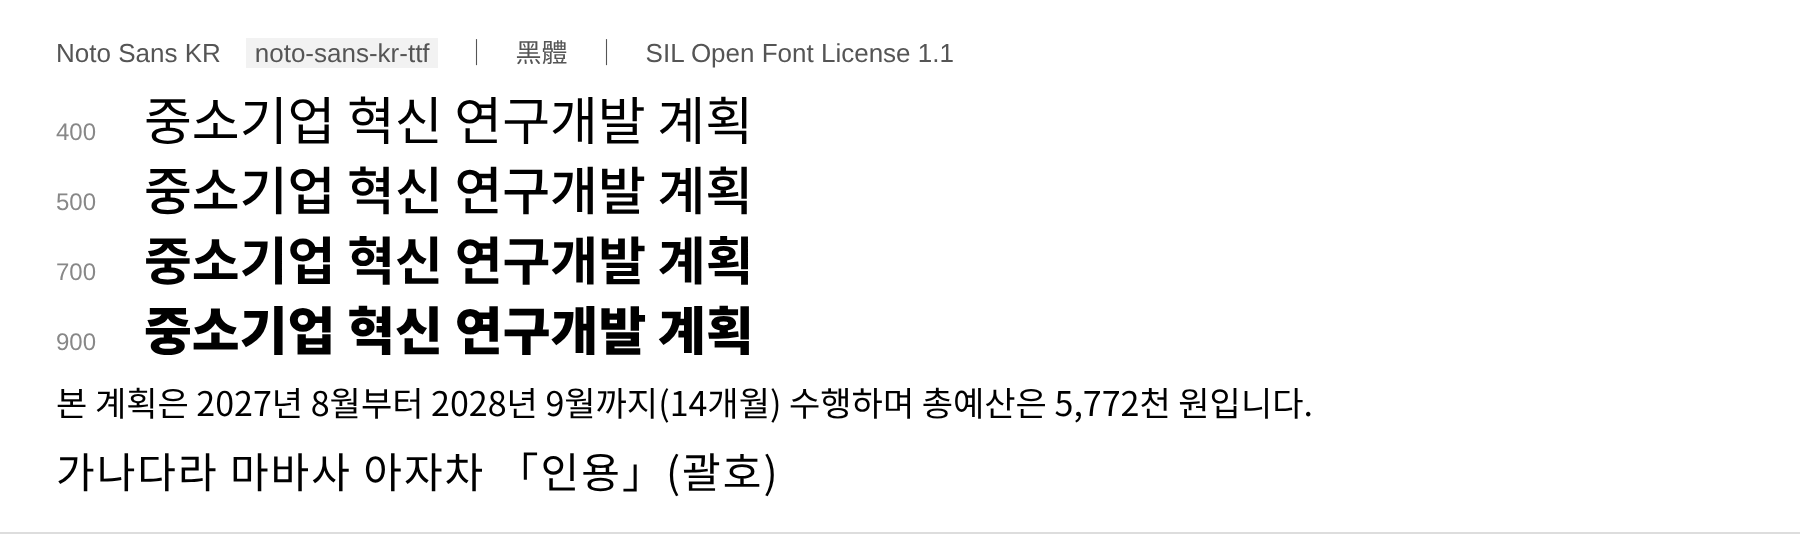 Noto Sans KR noto-sans-kr-ttf | 黑體 | SIL Open Font License 1.1
400 중소기업 혁신 연구개발 계획
500 중소기업 혁신 연구개발 계획
700 중소기업 혁신 연구개발 계획
900 중소기업 혁신 연구개발 계획
본 계획은 2027년 8월부터 2028년 9월까지(14개월) 수행하며 총예산은 5,772천 원입니다.
가나다라 마바사 아자차 「인용」(괄호)